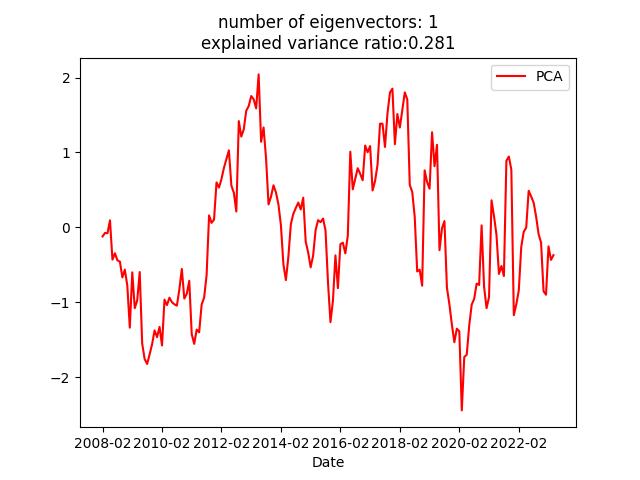 number of eigenvectors: 1
explained variance ratio:0.281
PCA
2
1
0
−1
−2
2008-02 2010-02 2012-02 2014-02 2016-02 2018-02 2020-02 2022-02
Date